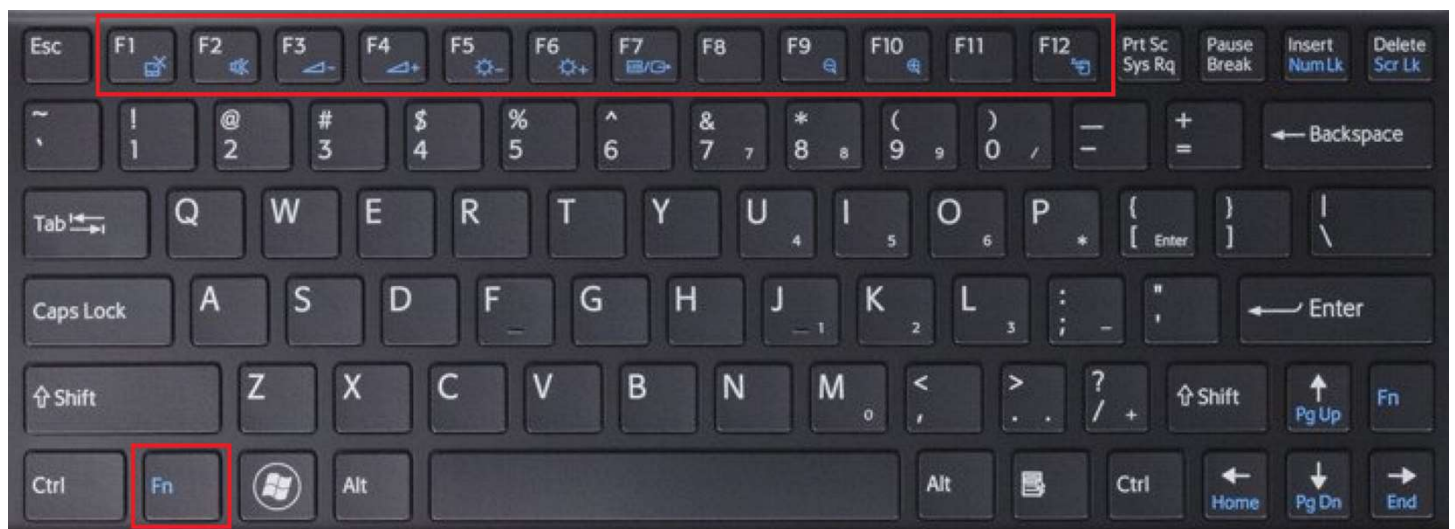 Esc F1 F2 F3 F4 F5 F6 F7 F8 F9 F10 F11 F12 Prt Sc Pause Insert Delete
Sys Rq Break Num Lk Scr Lk
~ ! @ # $ % ^ & * ( ) — +
` 1 2 3 4 5 6 7 7 8 8 9 9 0 / - = Backspace
Tab Q W E R T Y U 4 I 5 O 6 P * { [ Enter } ] | \
Caps Lock A S D F G H J 1 K 2 L 3 : ; - " ' Enter
Shift Z X C V B N M 0 < , > . . ? / + Shift Pg Up Fn
Ctrl Fn Alt Alt Ctrl Home Pg Dn End